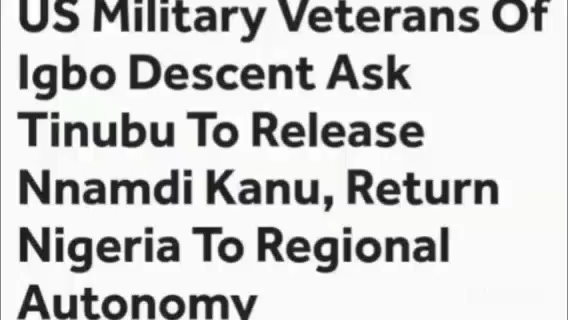 US Military Veterans Of
Igbo Descent Ask
Tinubu To Release
Nnamdi Kanu, Return
Nigeria To Regional
Autonomy